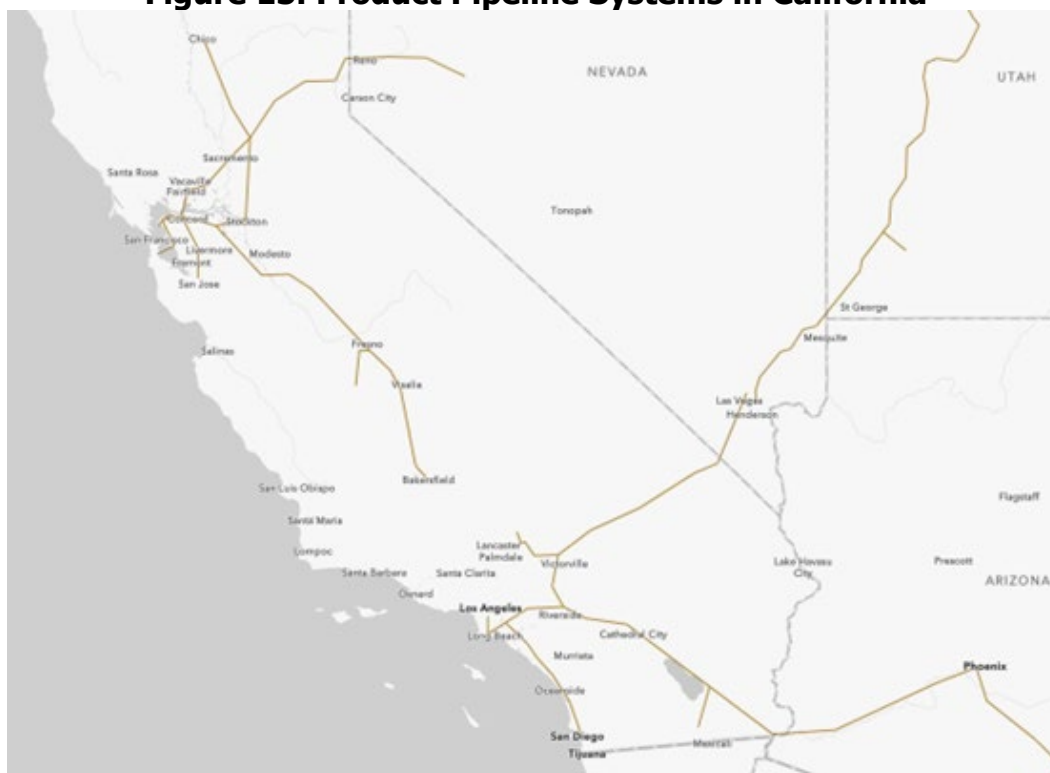 Figure 23. Product Pipeline Systems in California
Chico
Reno
NEVADA
UTAH
Carson City
Sacramento
Santa Rosa
Vacaville
Fairfield
Tonopah
Concord
Stockton
San Francisco
Livermore
Modesto
Fremont
San Jose
St George
Mesquite
Salinas
Fresno
Visalia
Las Vegas
Henderson
Bakersfield
San Luis Obispo
Flagstaff
Santa Maria
Lancaster
Palmdale
Lompoc
Victorville
Lake Havasu
City
Prescott
Santa Barbara
Santa Clarita
ARIZONA
Oxnard
Los Angeles
Riverside
Long Beach
Cathedral City
Murrieta
Phoenix
Oceanside
San Diego
Mexicali
Tijuana